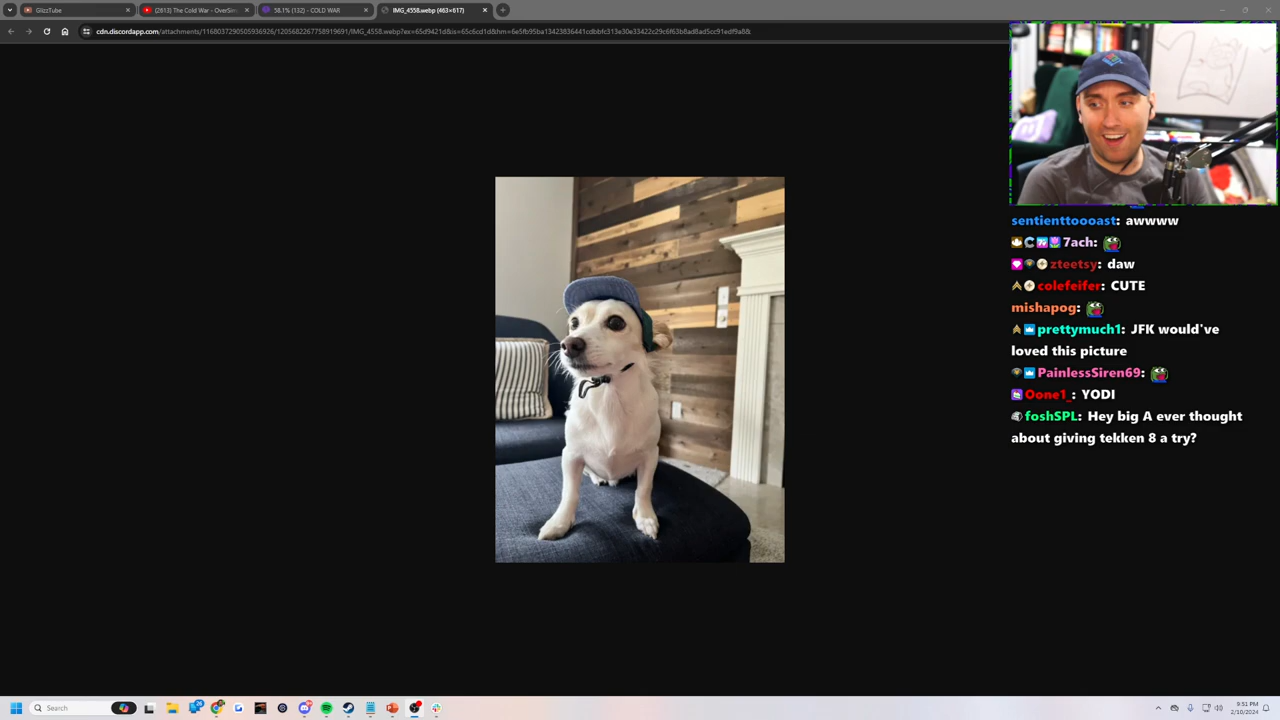 GlizzTube
(2613) The Cold War - OverSim
58.1% (132) - COLD WAR
IMG_4558.webp (463×617)
sentienttoooast: awwww
7ach:
zteetsy: daw
colefeifer: CUTE
mishapog:
prettymuch1: JFK would've
loved this picture
PainlessSiren69:
Oone1_: YODI
foshSPL: Hey big A ever thought
about giving tekken 8 a try?
Search
9:51 PM
2/10/2024